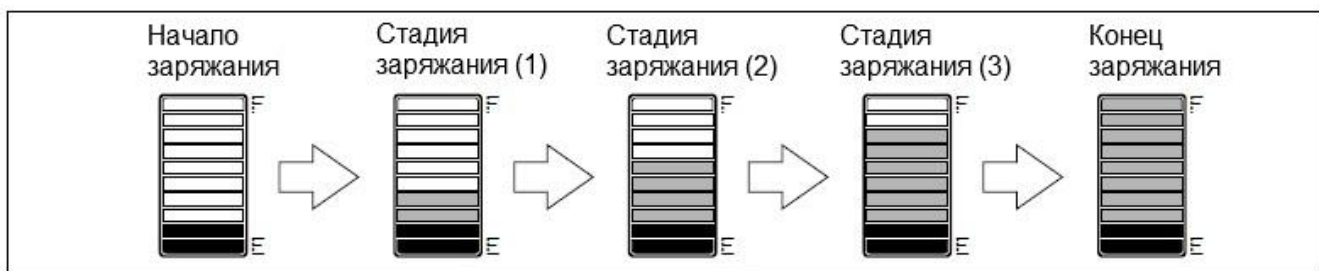 Начало
заряжания
Стадия
заряжания (1)
Стадия
заряжания (2)
Стадия
заряжания (3)
Конец
заряжания
F
E
F
E
F
E
F
E
F
E